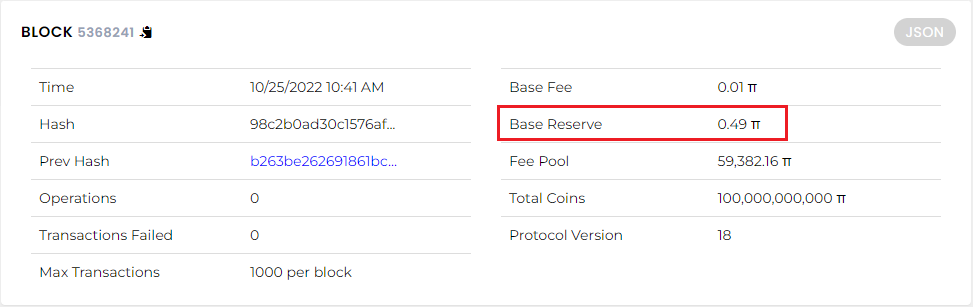 BLOCK 5368241
JSON
Time 10/25/2022 10:41 AM
Hash 98c2b0ad30c1576af...
Prev Hash b263be262691861bc...
Operations 0
Transactions Failed 0
Max Transactions 1000 per block
Base Fee 0.01 π
Base Reserve 0.49 π
Fee Pool 59,382.16 π
Total Coins 100,000,000,000 π
Protocol Version 18